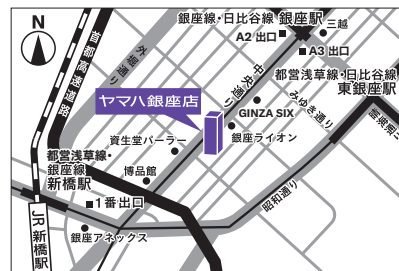 N
銀座線・日比谷線 銀座駅
三越
A2 出口
A3 出口
首都高速道路
外堀通り
中央通り
都営浅草線・日比谷線
東銀座駅
みゆき通り
ヤマハ銀座店
GINZA SIX
銀座ライオン
資生堂パーラー
晴海通り
都営浅草線・
銀座線
新橋駅
博品館
1番出口
昭和通り
銀座アネックス
JR 新橋駅